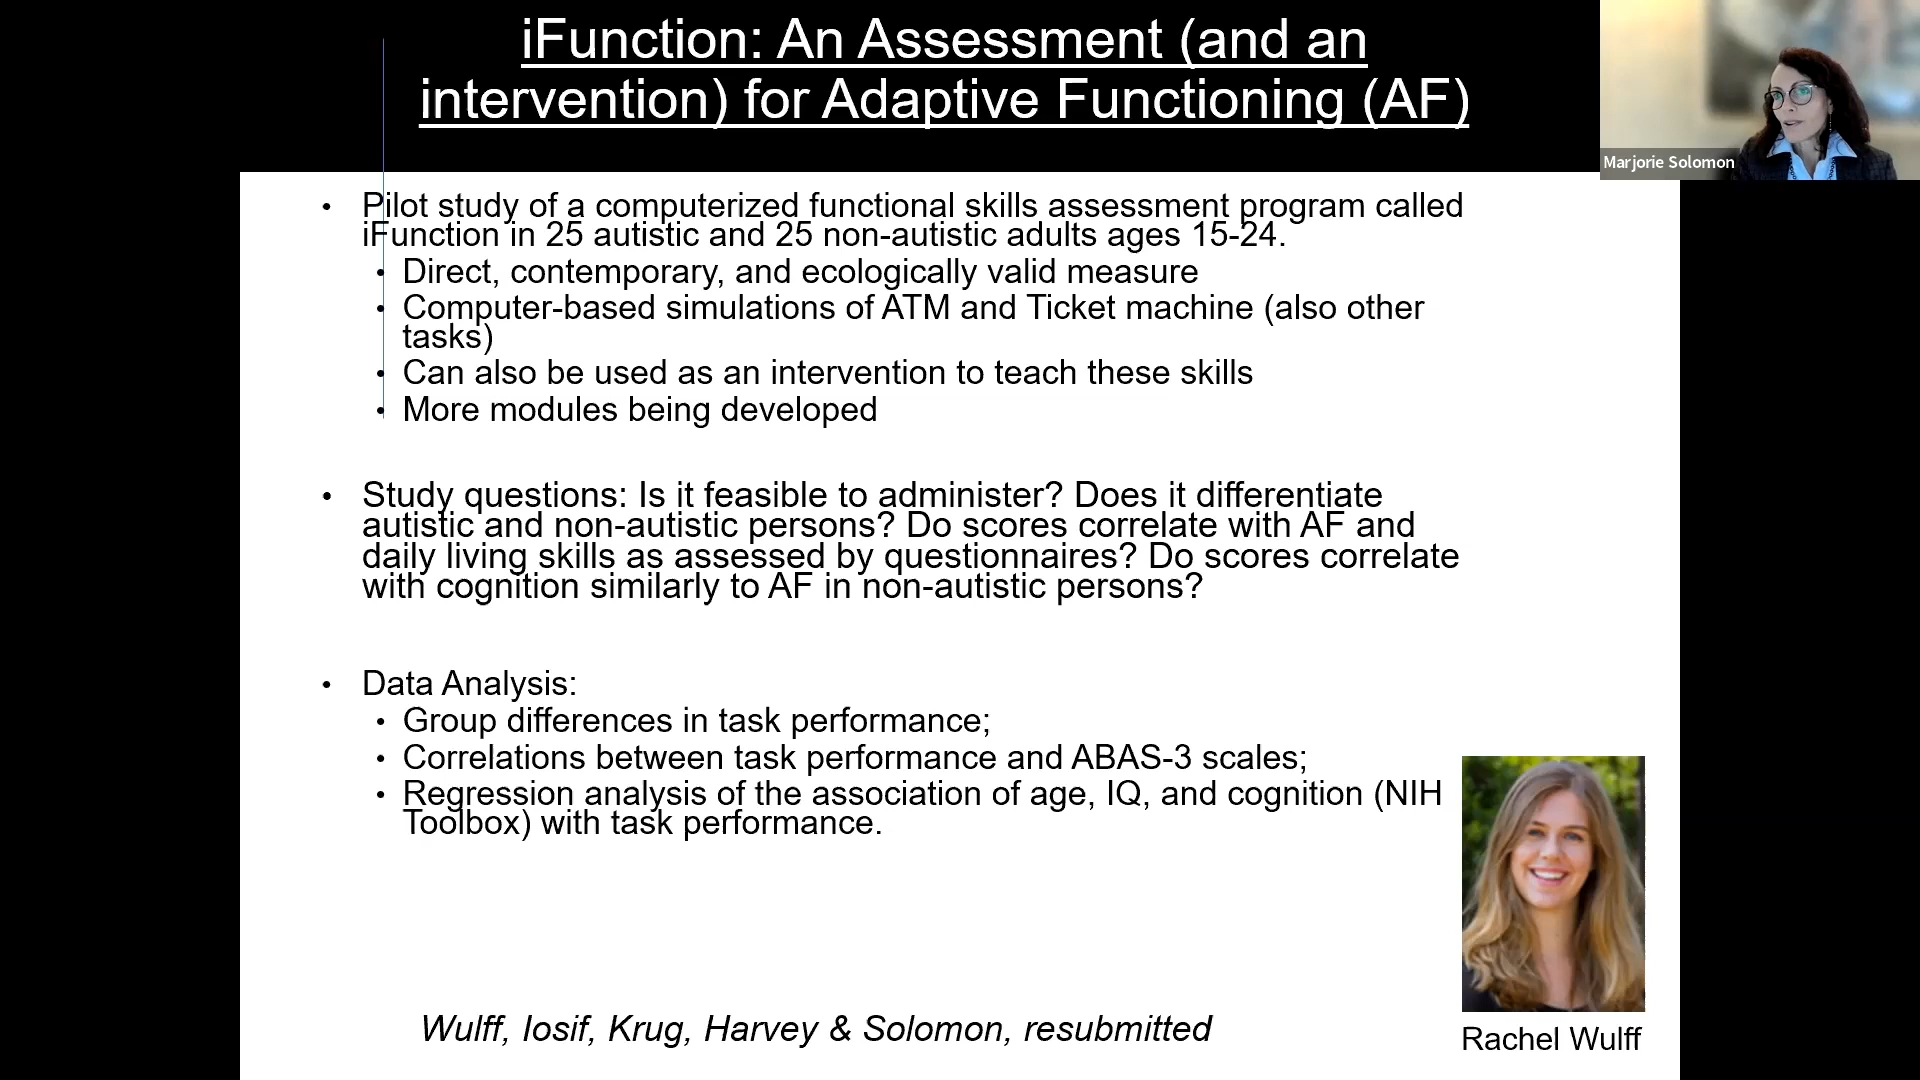 iFunction: An Assessment (and an
intervention) for Adaptive Functioning (AF)
Marjorie Solomon
• Pilot study of a computerized functional skills assessment program called
iFunction in 25 autistic and 25 non-autistic adults ages 15-24.
• Direct, contemporary, and ecologically valid measure
• Computer-based simulations of ATM and Ticket machine (also other
tasks)
• Can also be used as an intervention to teach these skills
• More modules being developed
• Study questions: Is it feasible to administer? Does it differentiate
autistic and non-autistic persons? Do scores correlate with AF and
daily living skills as assessed by questionnaires? Do scores correlate
with cognition similarly to AF in non-autistic persons?
• Data Analysis:
• Group differences in task performance;
• Correlations between task performance and ABAS-3 scales;
• Regression analysis of the association of age, IQ, and cognition (NIH
Toolbox) with task performance.
Wulff, Iosif, Krug, Harvey & Solomon, resubmitted
Rachel Wulff